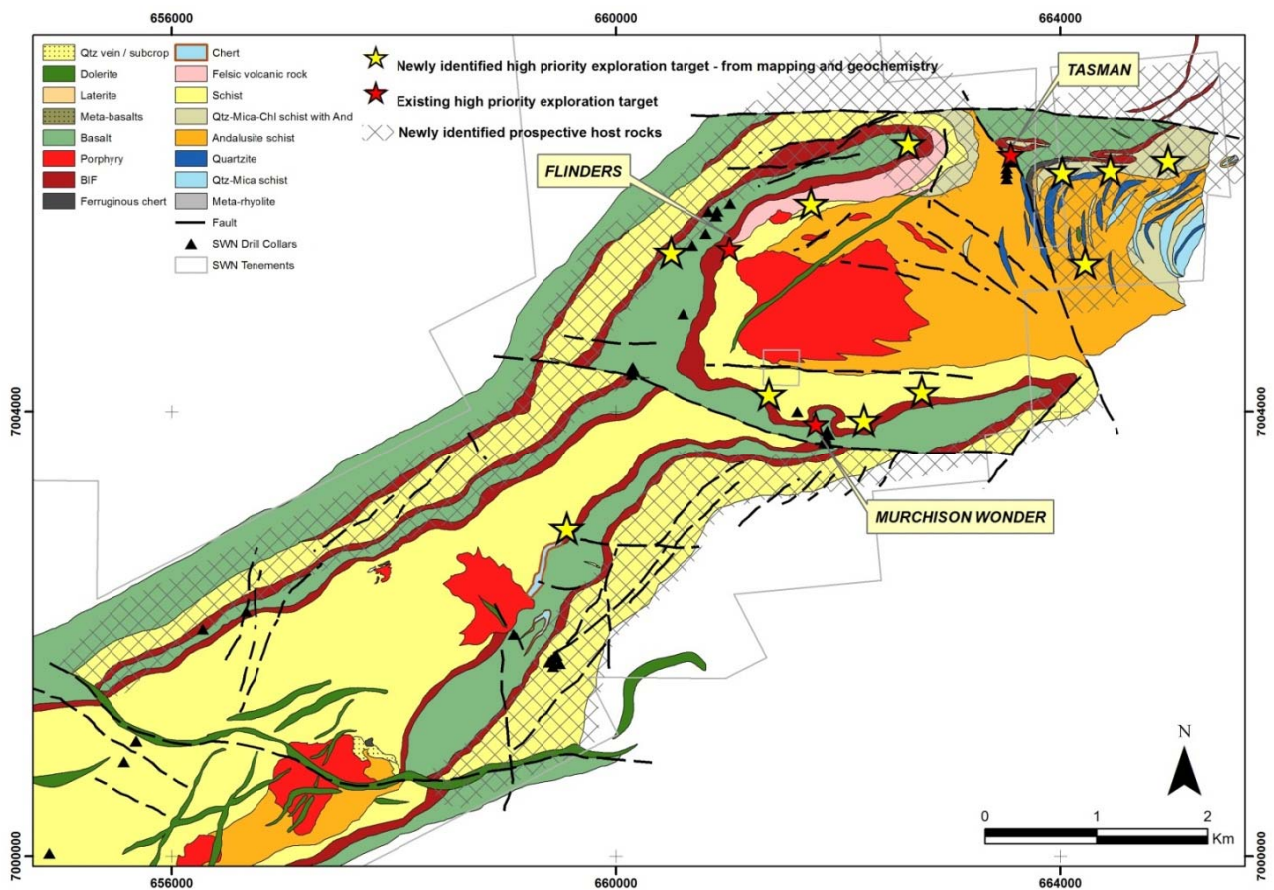 656000
660000
664000
Qtz vein / subcrop
Dolerite
Laterite
Meta-basalts
Basalt
Porphyry
BIF
Ferruginous chert
Chert
Felsic volcanic rock
Schist
Qtz-Mica-Chl schist with And
Andalusite schist
Quartzite
Qtz-Mica schist
Meta-rhyolite
Fault
SWN Drill Collars
SWN Tenements
Newly identified high priority exploration target - from mapping and geochemistry
Existing high priority exploration target
Newly identified prospective host rocks
TASMAN
FLINDERS
MURCHISON WONDER
7004000
7004000
7000000
7000000
N
0
1
2
Km
656000
660000
664000